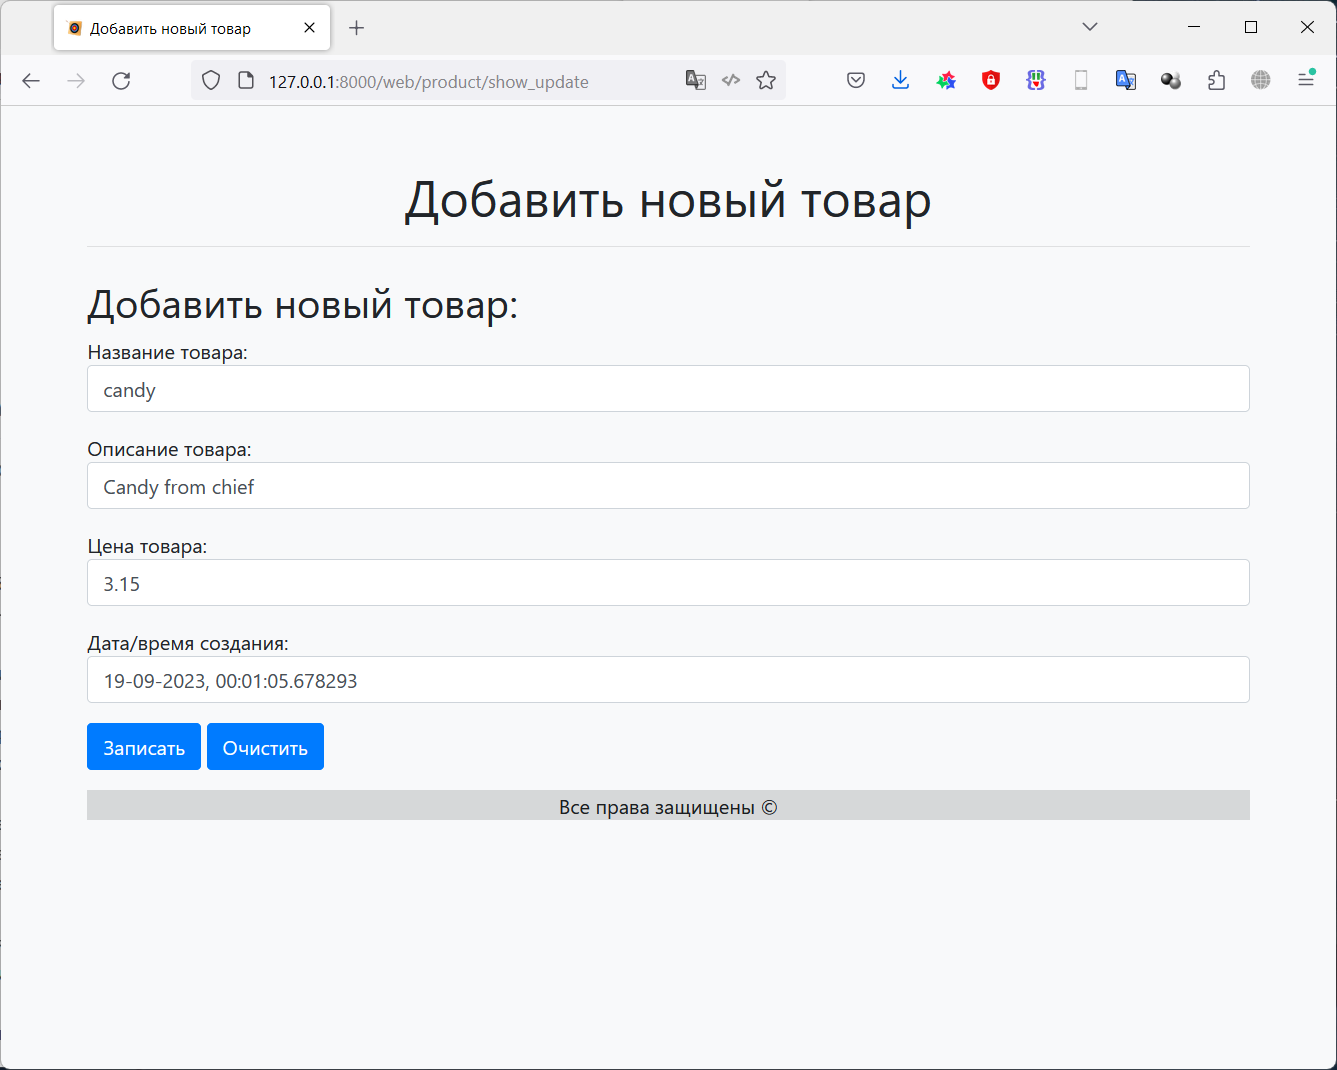 Добавить новый товар
127.0.0.1:8000/web/product/show_update
Добавить новый товар
Добавить новый товар:
Название товара:
candy
Описание товара:
Candy from chief
Цена товара:
3.15
Дата/время создания:
19-09-2023, 00:01:05.678293
Записать Очистить
Все права защищены ©